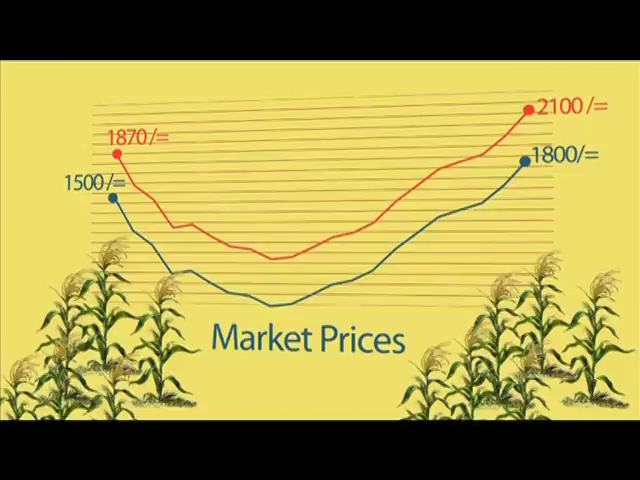 2100 /=
1870 /=
1800/=
1500 /=
Market Prices